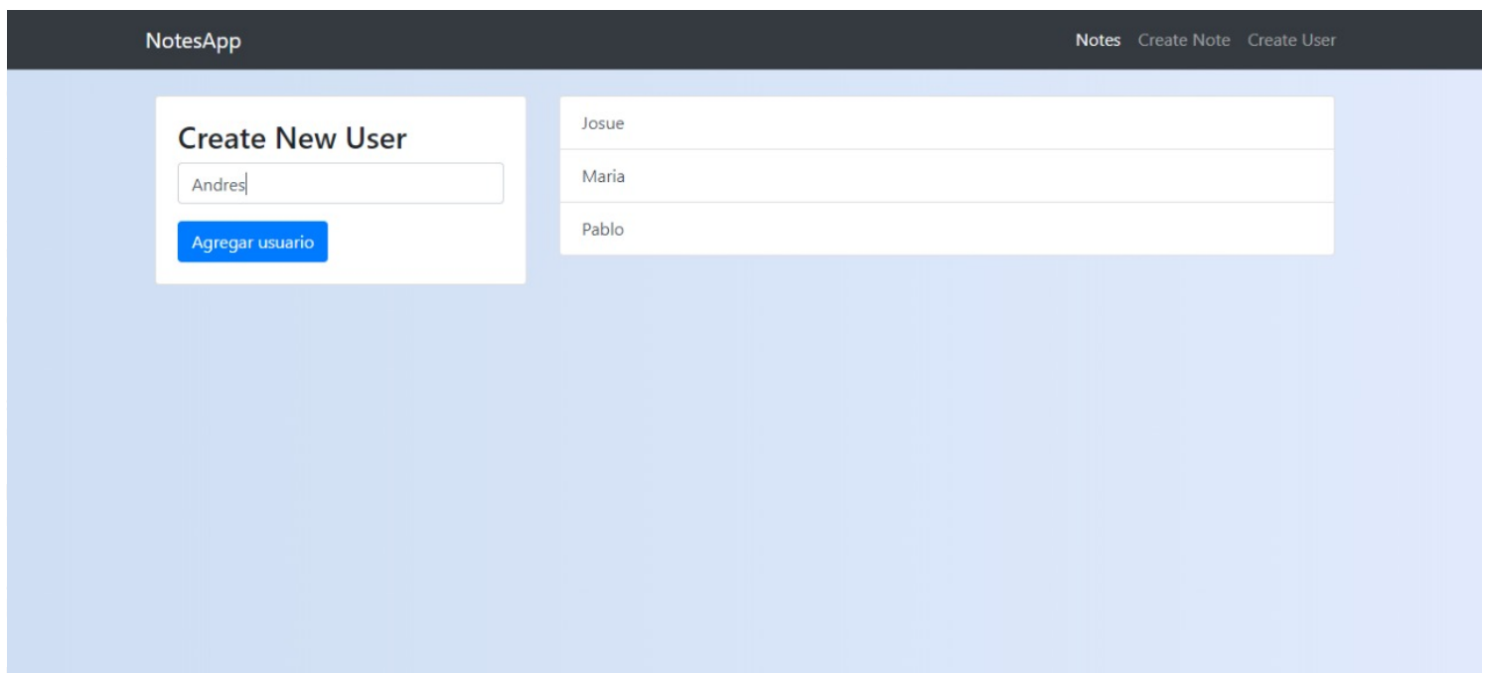 NotesApp
Notes Create Note Create User
Create New User
Andres
Agregar usuario
Josue
Maria
Pablo